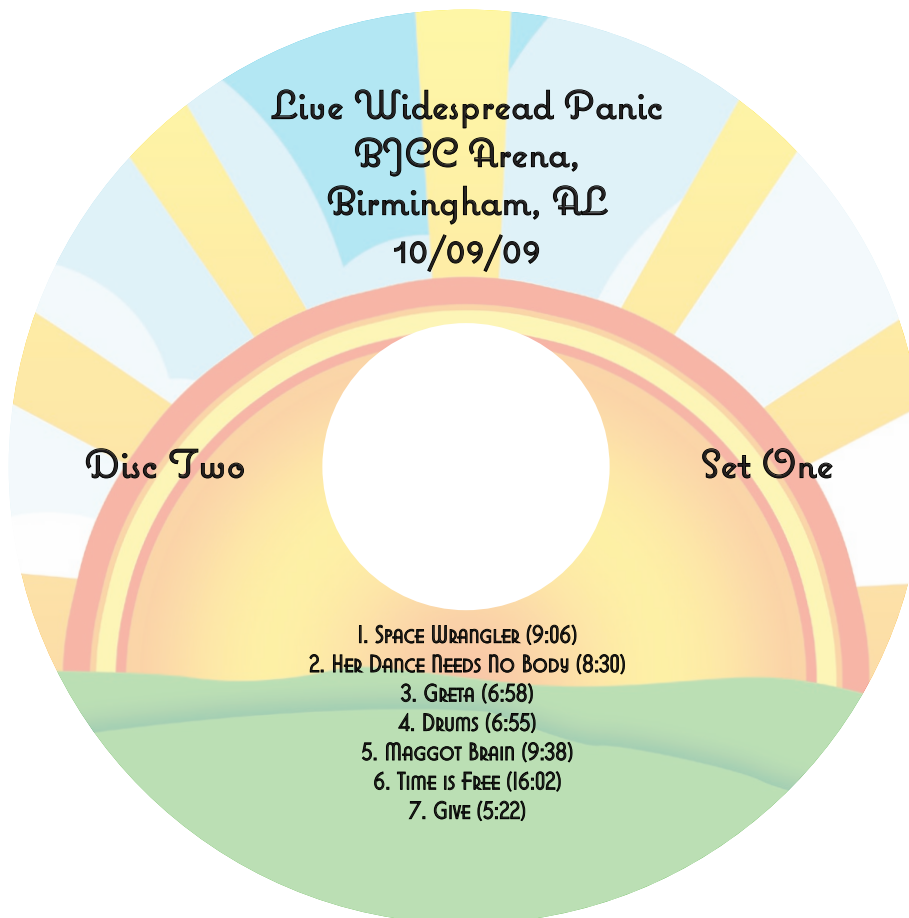 Live Widespread Panic
BJCC Arena,
Birmingham, AL
10/09/09
Disc Two
Set One
1. Space Wrangler (9:06)
2. Her Dance Needs No Body (8:30)
3. Greta (6:58)
4. Drums (6:55)
5. Maggot Brain (9:38)
6. Time is Free (16:02)
7. Give (5:22)